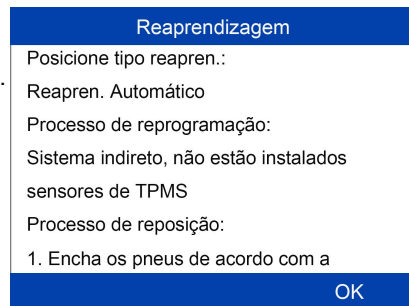 Reaprendizagem
Posicione tipo reapren.:
Reapren. Automático
Processo de reprogramação:
Sistema indireto, não estão instalados
sensores de TPMS
Processo de reposição:
1. Encha os pneus de acordo com a
OK